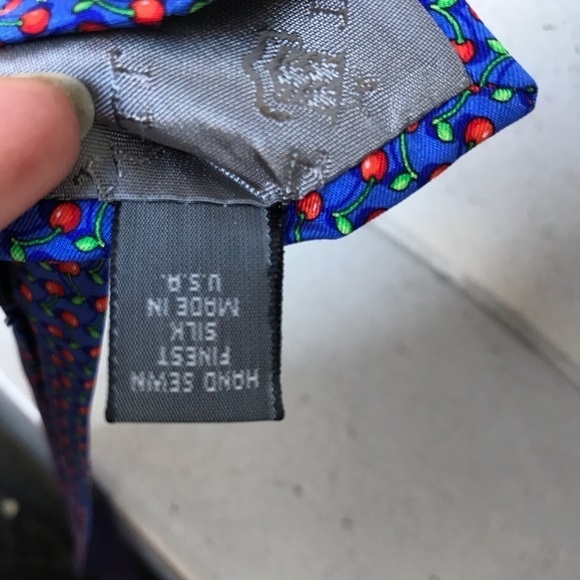 HAND SEWN
FINEST
SILK
MADE IN
U.S.A.